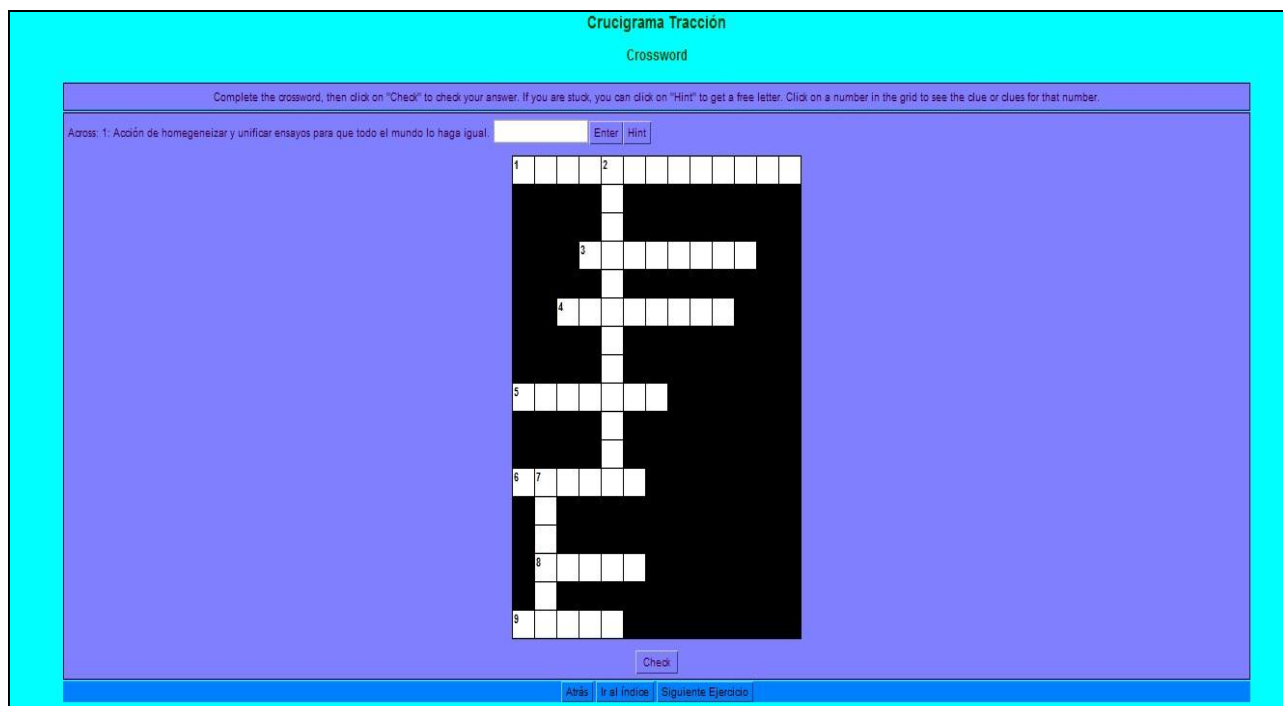 Crucigrama Tracción
Crossword
Complete the crossword, then click on "Check" to check your answer. If you are stuck, you can click on "Hint" to get a free letter. Click on a number in the grid to see the clue or clues for that number.
Across: 1: Acción de homegeneizar y unificar ensayos para que todo el mundo lo haga igual. Enter Hint
1 2
3
4
5
6 7
8
9
Check
Atrás Ir al Índice Siguiente Ejercicio